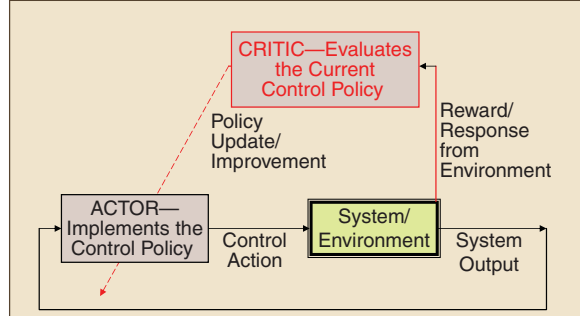 CRITIC—Evaluates
the Current
Control Policy
Policy
Update/
Improvement
Reward/
Response
from
Environment
ACTOR—
Implements the
Control Policy
Control
Action
System/
Environment
System
Output